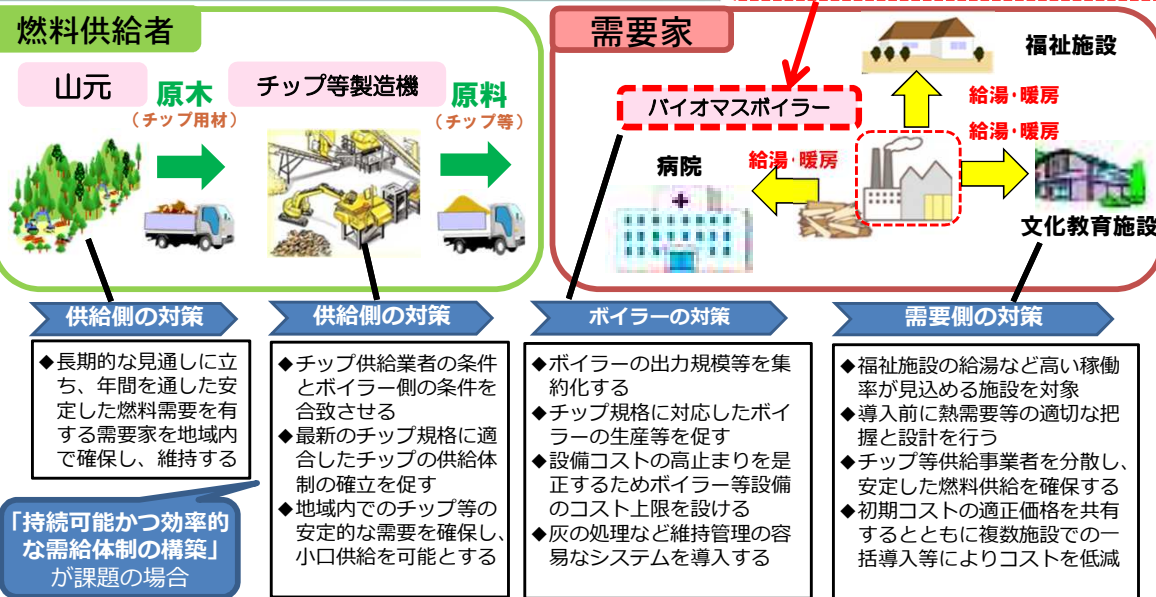 燃料供給者
山元
原木
（チップ用材）
チップ等製造機
原料
（チップ等）
需要家
バイオマスボイラー
福祉施設
給湯・暖房
給湯・暖房
病院
給湯・暖房
文化教育施設
供給側の対策
◆長期的な見通しに立
ち、年間を通した安
定した燃料需要を有
する需要家を地域内
で確保し、維持する
「持続可能かつ効率的
な需給体制の構築」
が課題の場合
供給側の対策
◆チップ供給業者の条件
とボイラー側の条件を
合致させる
◆最新のチップ規格に適
合したチップの供給体
制の確立を促す
◆地域内でのチップ等の
安定的な需要を確保し、
小口供給を可能とする
ボイラーの対策
◆ボイラーの出力規模等を集
約化する
◆チップ規格に対応したボイ
ラーの生産等を促す
◆設備コストの高止まりを是
正するためボイラー等設備
のコスト上限を設ける
◆灰の処理など維持管理の容
易なシステムを導入する
需要側の対策
◆福祉施設の給湯など高い稼働
率が見込める施設を対象
◆導入前に熱需要等の適切な把
握と設計を行う
◆チップ等供給事業者を分散し、
安定した燃料供給を確保する
◆初期コストの適正価格を共有
するとともに複数施設での一
括導入等によりコストを低減